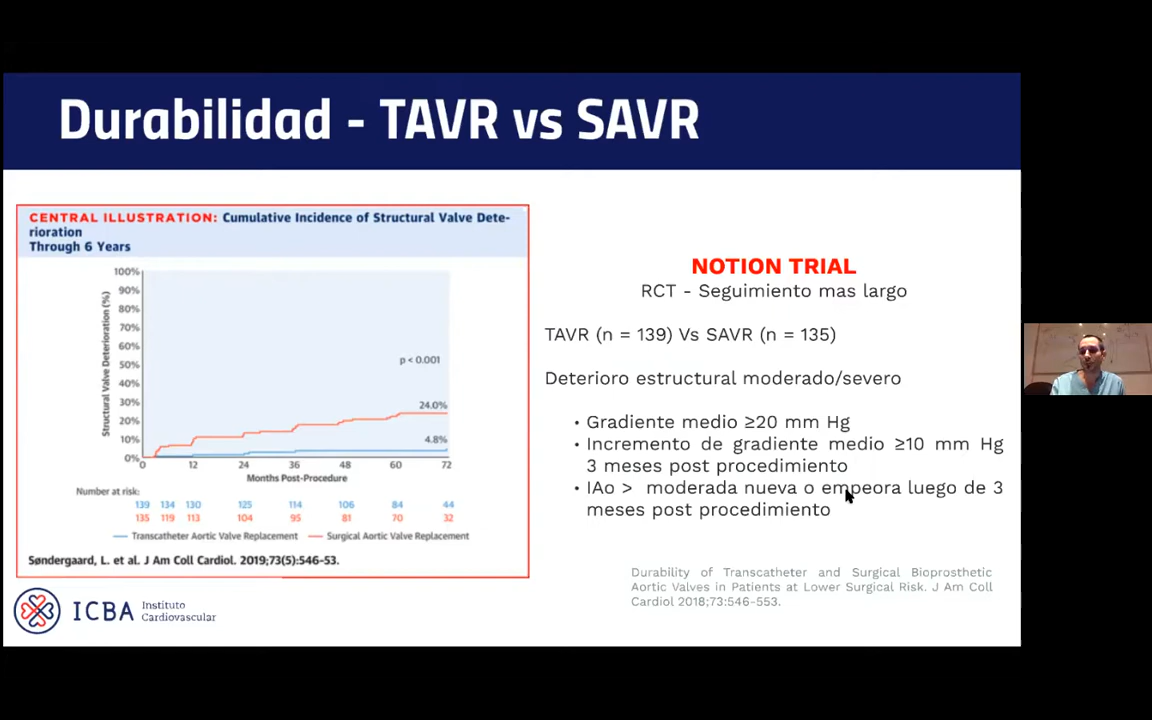 Durabilidad - TAVR vs SAVR
CENTRAL ILLUSTRATION: Cumulative Incidence of Structural Valve Dete-
rioration
Through 6 Years
Structural Valve Deterioration (%)
100%
90%
80%
70%
60%
50%
40%
30%
20%
10%
0%
p < 0.001
24.0%
4.8%
0 12 24 36 48 60 72
Months Post-Procedure
Number at risk:
139 134 130 125 114 106 84 44
135 119 113 104 95 81 70 32
Transcatheter Aortic Valve Replacement Surgical Aortic Valve Replacement
Søndergaard, L. et al. J Am Coll Cardiol. 2019;73(5):546-53.
NOTION TRIAL
RCT - Seguimiento mas largo
TAVR (n = 139) Vs SAVR (n = 135)
Deterioro estructural moderado/severo
• Gradiente medio ≥20 mm Hg
• Incremento de gradiente medio ≥10 mm Hg
3 meses post procedimiento
• IAo > moderada nueva o empeora luego de 3
meses post procedimiento
Durability of Transcatheter and Surgical Bioprosthetic
Aortic Valves in Patients at Lower Surgical Risk. J Am Coll
Cardiol 2018;73:546-553.
ICBA Instituto
Cardiovascular